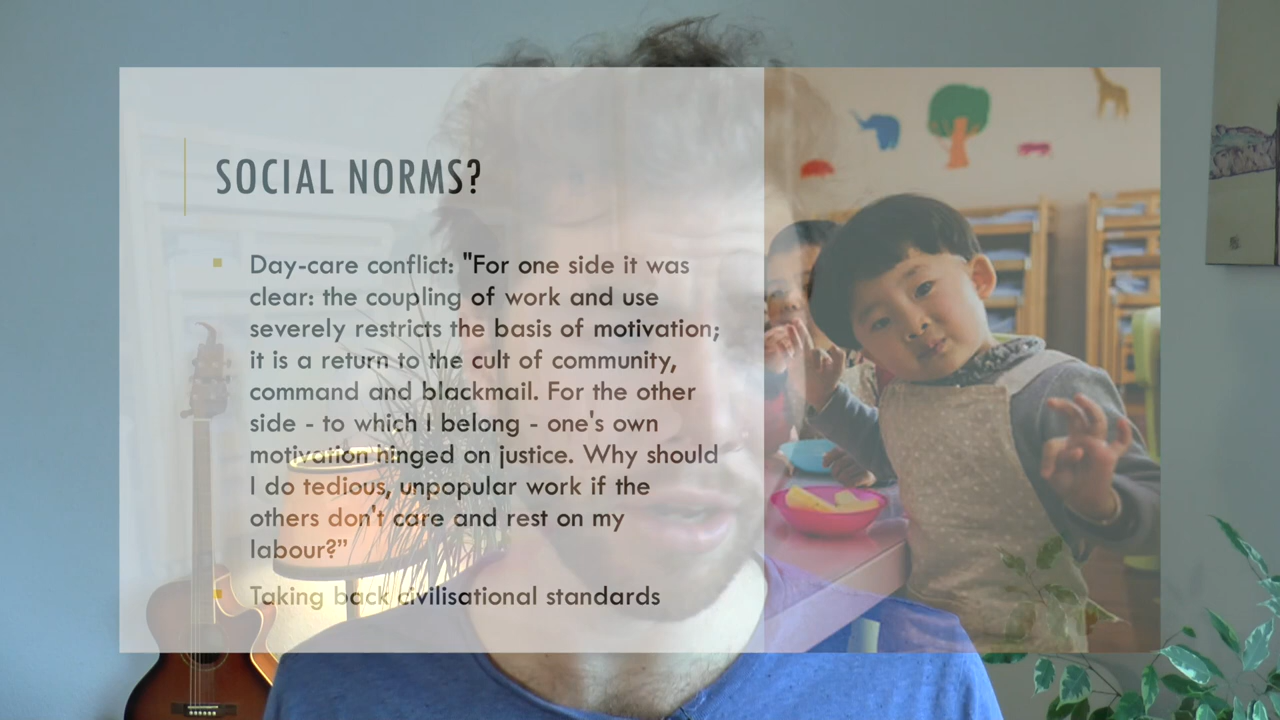 SOCIAL NORMS?
Day-care conflict: "For one side it was
clear: the coupling of work and use
severely restricts the basis of motivation;
it is a return to the cult of community,
command and blackmail. For the other
side - to which I belong - one's own
motivation hinged on justice. Why should
I do tedious, unpopular work if the
others don't care and rest on my
labour?”
Taking back civilisational standards